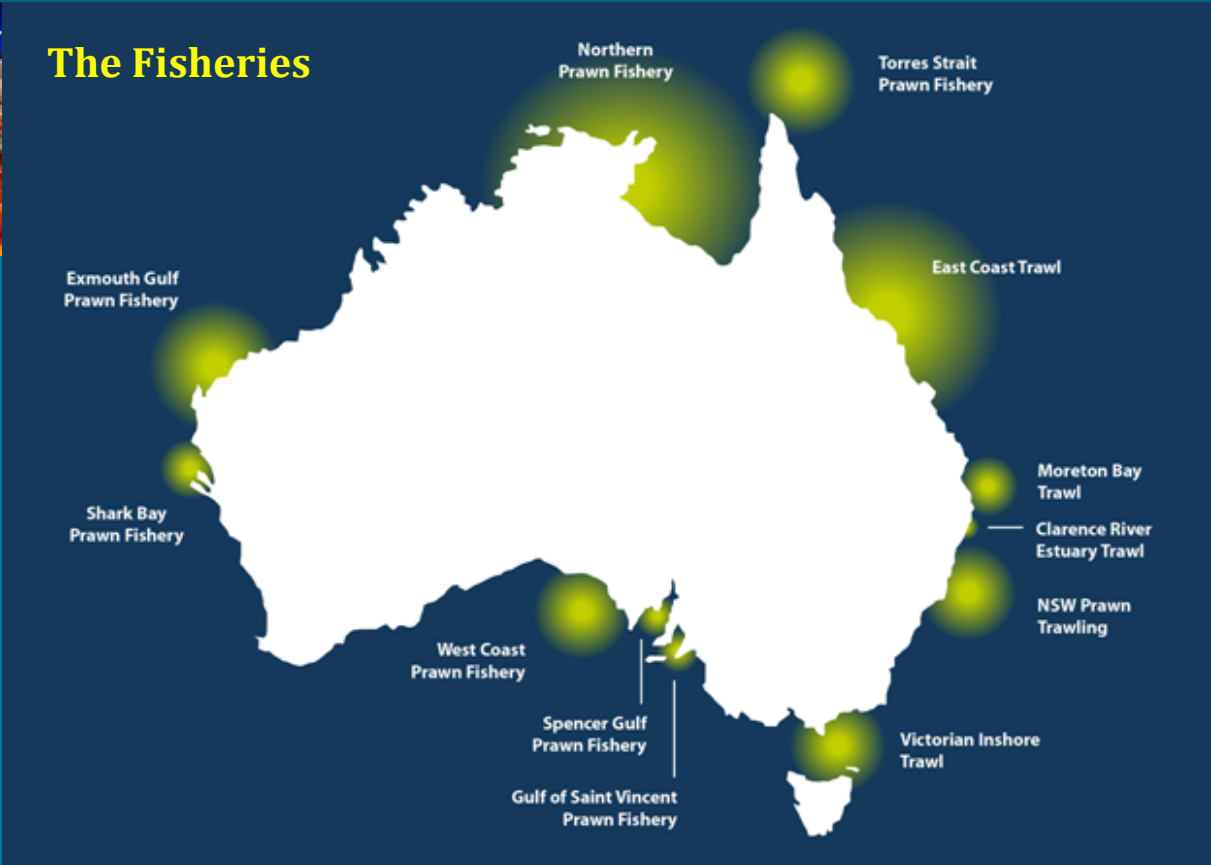 The Fisheries
Northern
Prawn Fishery
Torres Strait
Prawn Fishery
East Coast Trawl
Exmouth Gulf
Prawn Fishery
Shark Bay
Prawn Fishery
Moreton Bay
Trawl
Clarence River
Estuary Trawl
NSW Prawn
Trawling
West Coast
Prawn Fishery
Spencer Gulf
Prawn Fishery
Gulf of Saint Vincent
Prawn Fishery
Victorian Inshore
Trawl